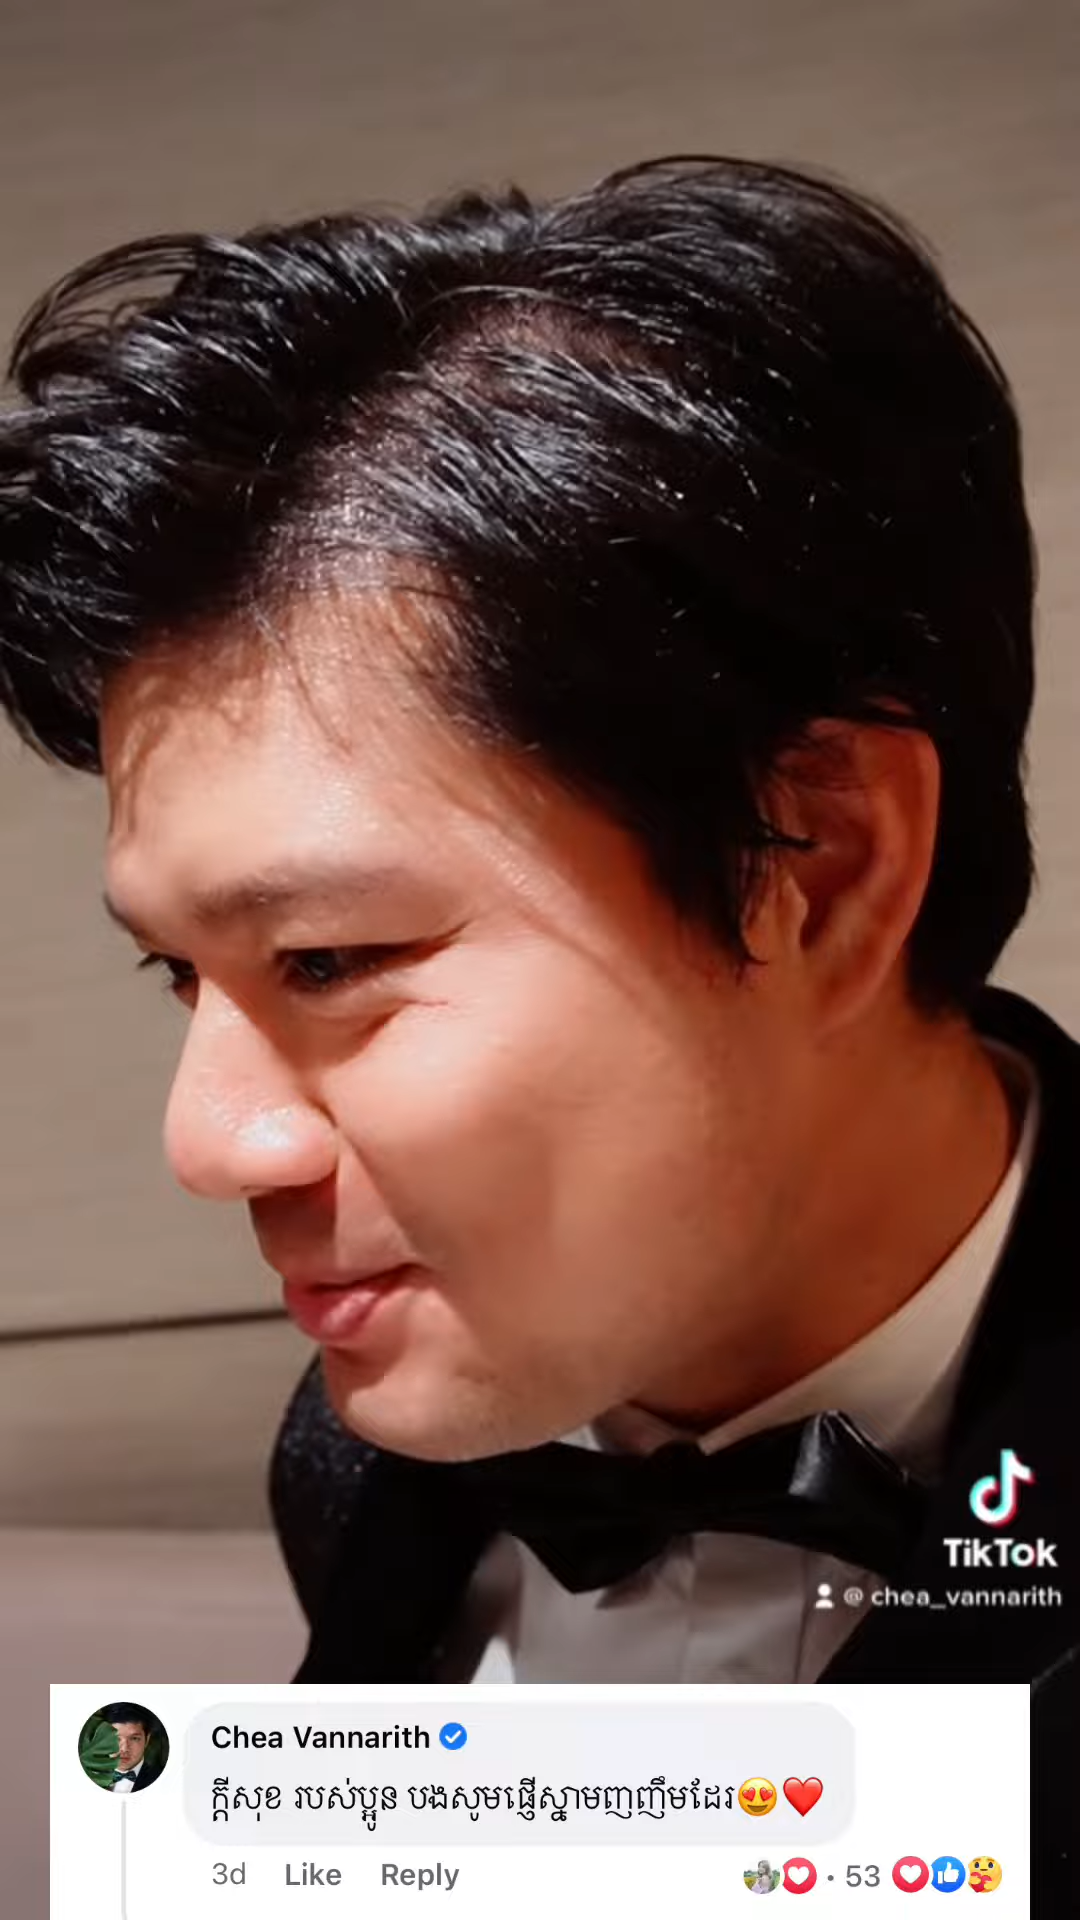 TikTok
@ chea_vannarith
Chea Vannarith
ក្ដីសុខ របស់ប្អូន បងសូមផ្ញើស្នាមញញឹមដែរ😍❤️
3d Like Reply · 53